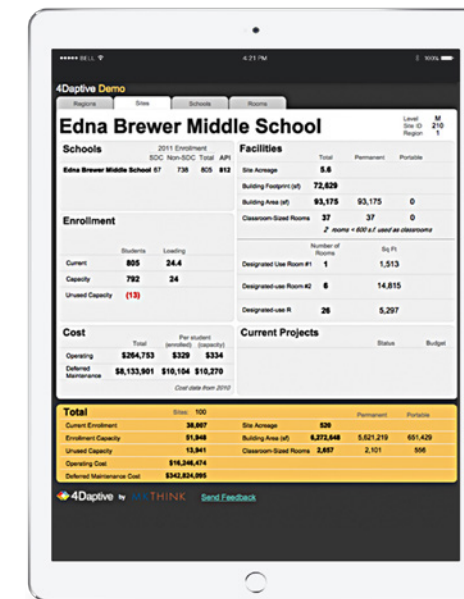 BELL 4:21 PM 100%
4Daptive Demo
Regions Sites Schools Rooms
Edna Brewer Middle School
Level M
Site ID 210
Region 1
Schools 2011 Enrollment
SDC Non-SDC Total API
Edna Brewer Middle School 67 738 805 812
Enrollment
Students Loading
Current 805 24.4
Capacity 792 24
Unused Capacity (13)
Cost
Total Per student (enrolled) (capacity)
Operating $264,753 $329 $334
Deferred Maintenance $8,133,901 $10,104 $10,270
Cost data from 2010
Facilities
Total Permanent Portable
Site Acreage 5.6
Building Footprint (sf) 72,629
Building Area (sf) 93,175 93,175 0
Classroom-Sized Rooms 37 37 0
2 rooms < 600 s.f. used as classrooms
Number of Rooms Sq Ft
Designated Use Room #1 1 1,513
Designated-use Room #2 6 14,815
Designated-use R 26 5,297
Current Projects
Status Budget
Total Sites: 100
Current Enrollment 38,007
Enrollment Capacity 51,948
Unused Capacity 13,941
Operating Cost $16,246,474
Deferred Maintenance Cost $342,824,095
Permanent Portable
Site Acreage 520
Building Area (sf) 6,272,648 5,621,219 651,429
Classroom-Sized Rooms 2,657 2,101 556
4Daptive by MKTHINK Send Feedback